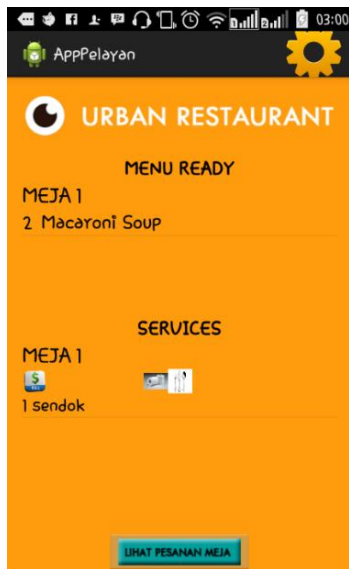 03:00
AppPelayan
URBAN RESTAURANT
MENU READY
MEJA 1
2 Macaroni Soup
SERVICES
MEJA 1
$
1 sendok
LIHAT PESANAN MEJA